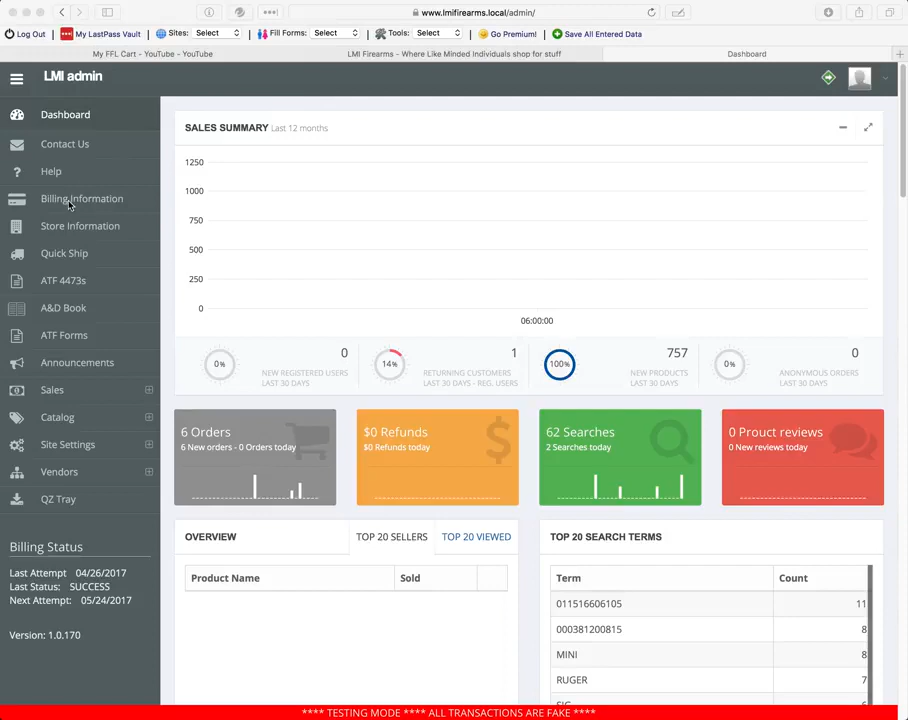 www.lmifirearms.local/admin/
Log Out
My LastPass Vault
Sites: Select
Fill Forms: Select
Tools: Select
Go Premium!
Save All Entered Data
My FFL Cart - YouTube - YouTube
LMI Firearms – Where Like Minded Individuals shop for stuff
Dashboard
LMI admin
Dashboard
Contact Us
Help
Billing Information
Store Information
Quick Ship
ATF 4473s
A&D Book
ATF Forms
Announcements
Sales
Catalog
Site Settings
Vendors
QZ Tray
Billing Status
Last Attempt 04/26/2017
Last Status: SUCCESS
Next Attempt: 05/24/2017
Version: 1.0.170
SALES SUMMARY Last 12 months
1250
1000
750
500
250
0
06:00:00
0%
0
NEW REGISTERED USERS
LAST 30 DAYS
14%
1
RETURNING CUSTOMERS
LAST 30 DAYS - REG. USERS
100%
757
NEW PRODUCTS
LAST 30 DAYS
0%
0
ANONYMOUS ORDERS
LAST 30 DAYS
6 Orders
6 New orders - 0 Orders today
$0 Refunds
$0 Refunds today
62 Searches
2 Searches today
0 Prouct reviews
0 New reviews today
OVERVIEW
TOP 20 SELLERS
TOP 20 VIEWED
Product Name
Sold
TOP 20 SEARCH TERMS
Term Count
011516606105 11
000381200815 8
MINI 8
RUGER 7
**** TESTING MODE **** ALL TRANSACTIONS ARE FAKE ****